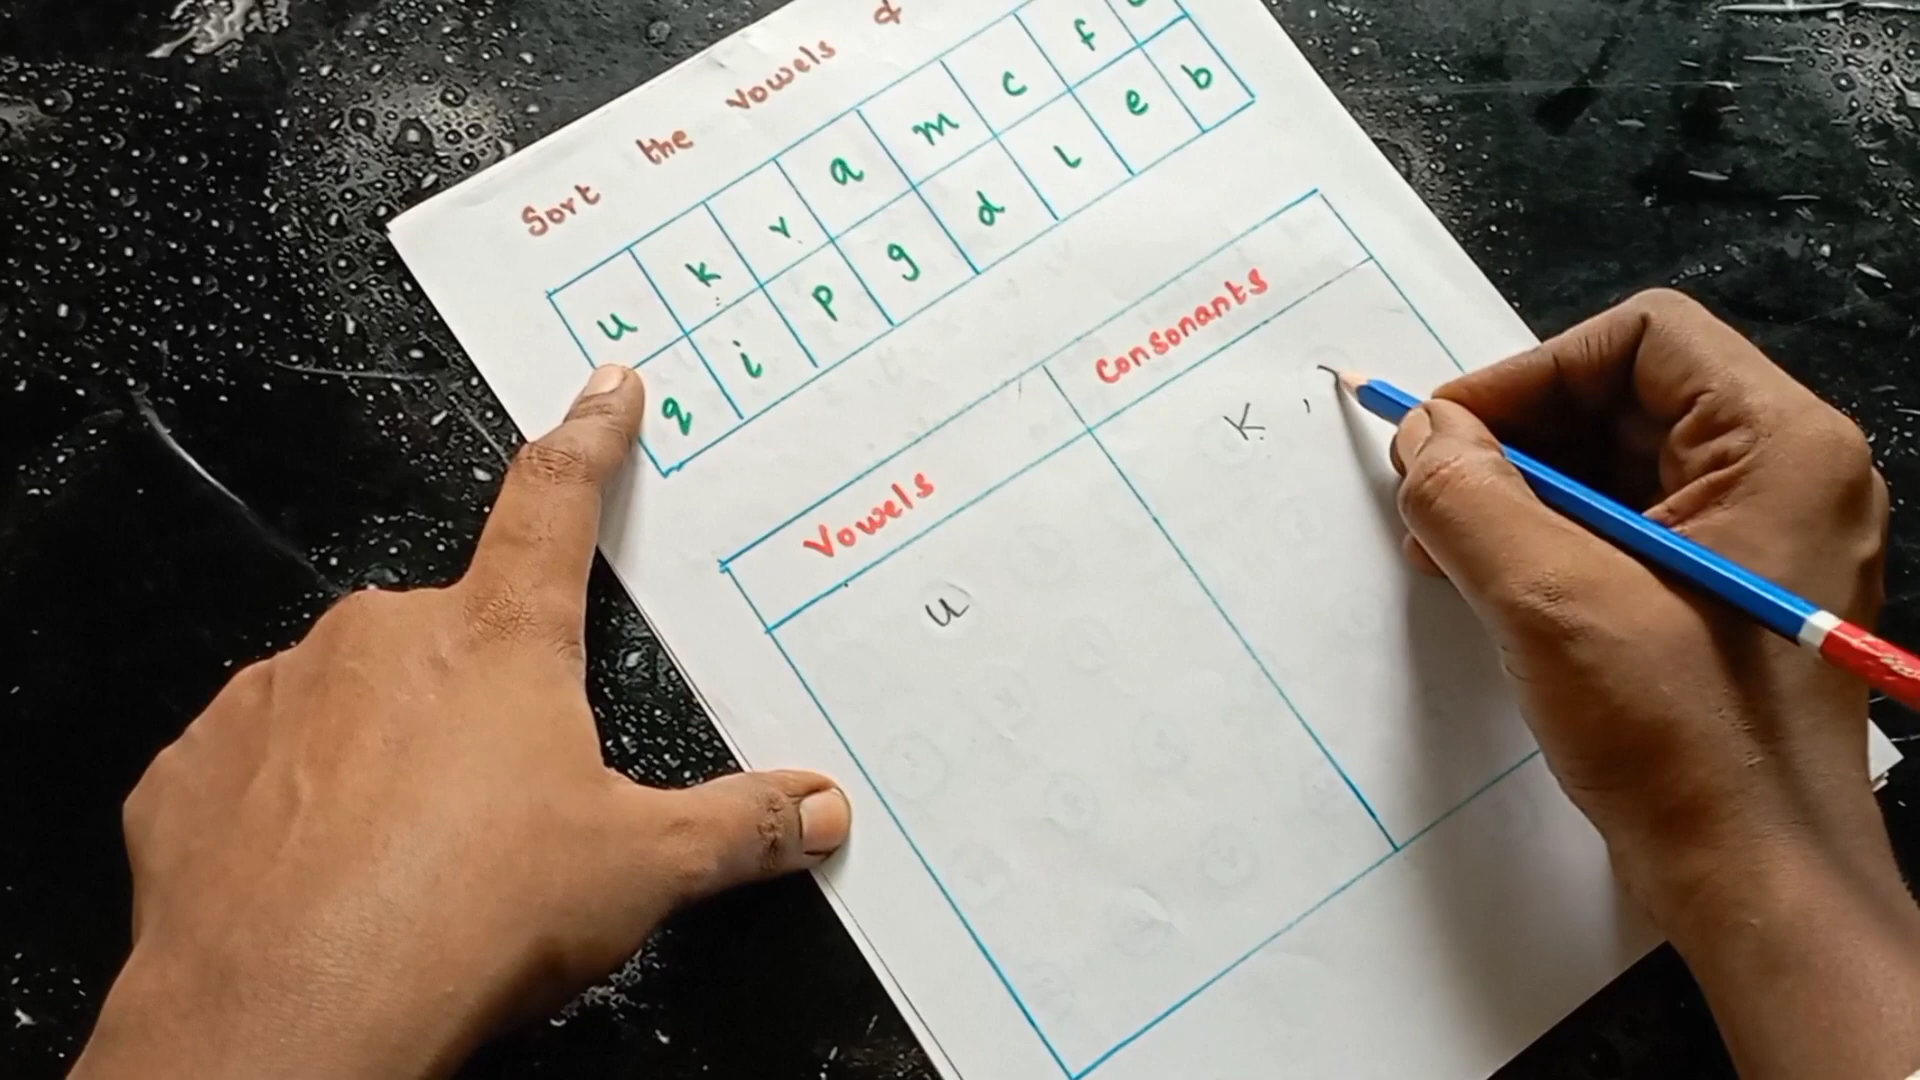 Sort the vowels &
u k r a m c f
q i p g d l e b
Vowels Consonants
u K ,